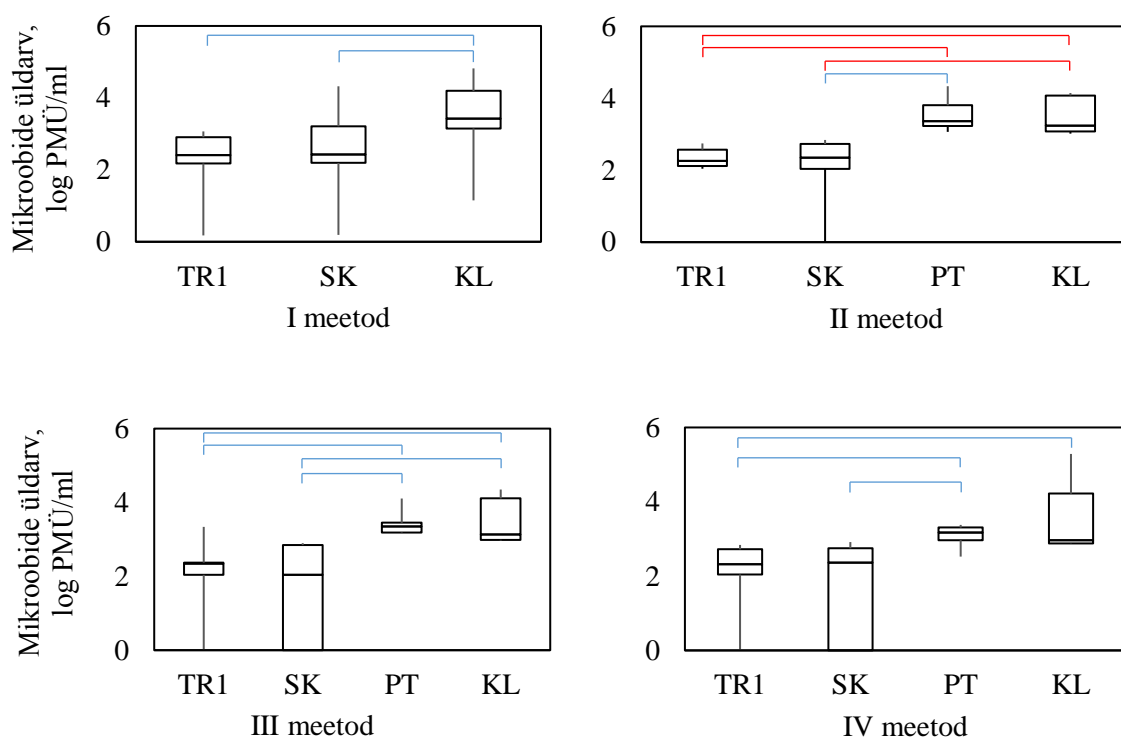 Mikroobide üldarv,
log PMÜ/ml
6
4
2
0
TR1 SK KL
I meetod
6
4
2
0
TR1 SK PT KL
II meetod
Mikroobide üldarv,
log PMÜ/ml
6
4
2
0
TR1 SK PT KL
III meetod
6
4
2
0
TR1 SK PT KL
IV meetod